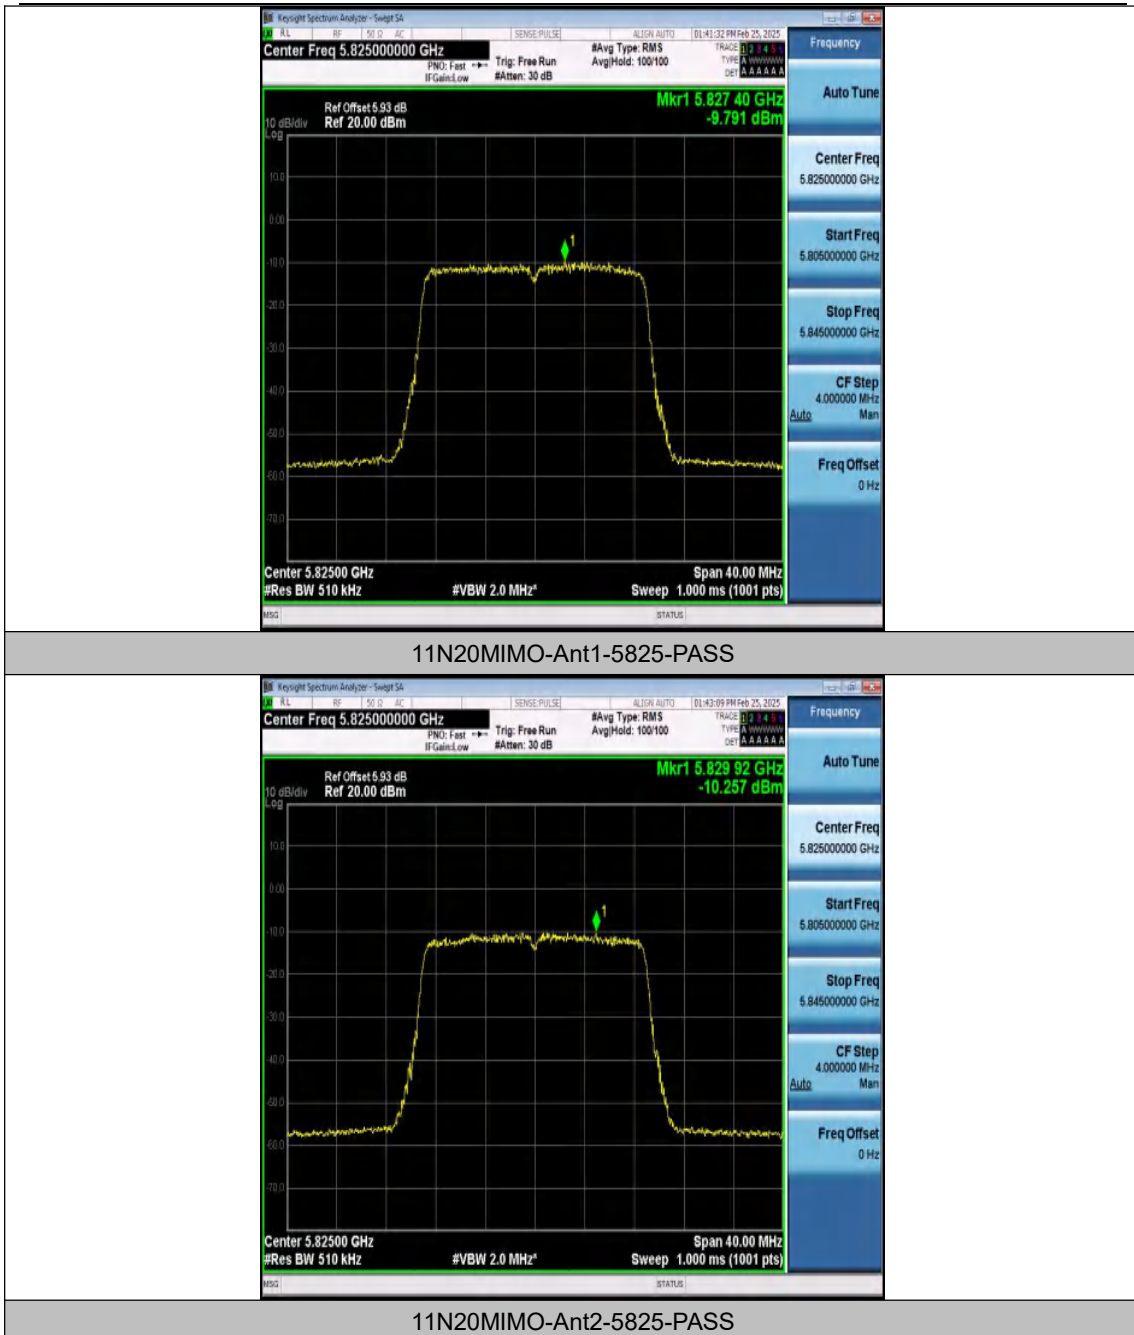 Keysight Spectrum Analyzer - Swept SA
RL RF 50 Ω AC SENSE:PULSE ALIGN AUTO 01:41:32 PM Feb 25, 2025
Center Freq 5.825000000 GHz
PNO: Fast
IFGain:Low
Trig: Free Run
#Atten: 30 dB
#Avg Type: RMS
Avg|Hold: 100/100
TRACE 1 2 3 4 5 6
TYPE A WWWWW
DET A A A A A A
Frequency
Mkr1 5.827 40 GHz
-9.791 dBm
Ref Offset 5.93 dB
10 dB/div Ref 20.00 dBm
Log
10.0
0.00
-10.0
-20.0
-30.0
-40.0
-50.0
-60.0
-70.0
1
Auto Tune
Center Freq
5.825000000 GHz
Start Freq
5.805000000 GHz
Stop Freq
5.845000000 GHz
CF Step
4.000000 MHz
Auto Man
Freq Offset
0 Hz
Center 5.82500 GHz Span 40.00 MHz
#Res BW 510 kHz #VBW 2.0 MHz* Sweep 1.000 ms (1001 pts)
MSG STATUS
11N20MIMO-Ant1-5825-PASS
Keysight Spectrum Analyzer - Swept SA
RL RF 50 Ω AC SENSE:PULSE ALIGN AUTO 01:43:09 PM Feb 25, 2025
Center Freq 5.825000000 GHz
PNO: Fast
IFGain:Low
Trig: Free Run
#Atten: 30 dB
#Avg Type: RMS
Avg|Hold: 100/100
TRACE 1 2 3 4 5 6
TYPE A WWWWW
DET A A A A A A
Frequency
Mkr1 5.829 92 GHz
-10.257 dBm
Ref Offset 5.93 dB
10 dB/div Ref 20.00 dBm
Log
10.0
0.00
-10.0
-20.0
-30.0
-40.0
-50.0
-60.0
-70.0
1
Auto Tune
Center Freq
5.825000000 GHz
Start Freq
5.805000000 GHz
Stop Freq
5.845000000 GHz
CF Step
4.000000 MHz
Auto Man
Freq Offset
0 Hz
Center 5.82500 GHz Span 40.00 MHz
#Res BW 510 kHz #VBW 2.0 MHz* Sweep 1.000 ms (1001 pts)
MSG STATUS
11N20MIMO-Ant2-5825-PASS